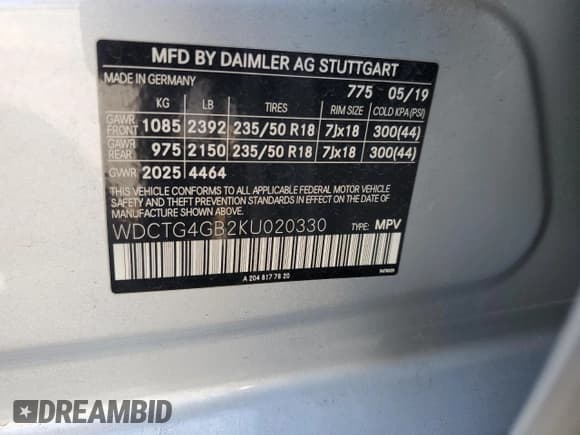 MFD BY DAIMLER AG STUTTGART
MADE IN GERMANY 775 05/19
KG LB TIRES RIM SIZE COLD KPA(PSI)
GAWR FRONT 1085 2392 235/50 R18 7Jx18 300(44)
GAWR REAR 975 2150 235/50 R18 7Jx18 300(44)
GVWR 2025 4464
THIS VEHICLE CONFORMS TO ALL APPLICABLE FEDERAL MOTOR VEHICLE
SAFETY AND THEFT PREVENTION STANDARDS IN EFFECT ON THE DATE
OF MANUFACTURE SHOWN ABOVE.
WDCTG4GB2KU020330 TYPE: MPV
A 204 817 78 20
DREAMBID